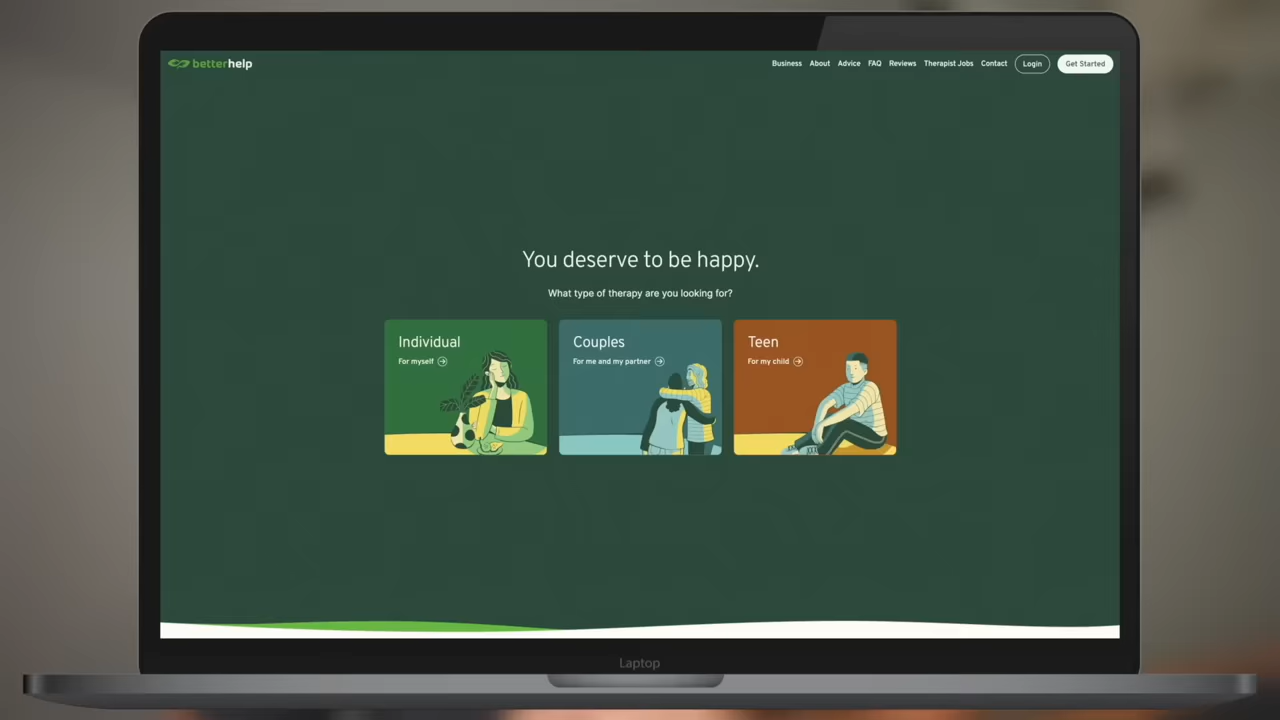 betterhelp
Business About Advice FAQ Reviews Therapist Jobs Contact Login Get Started
You deserve to be happy.
What type of therapy are you looking for?
Individual
For myself
Couples
For me and my partner
Teen
For my child
Laptop